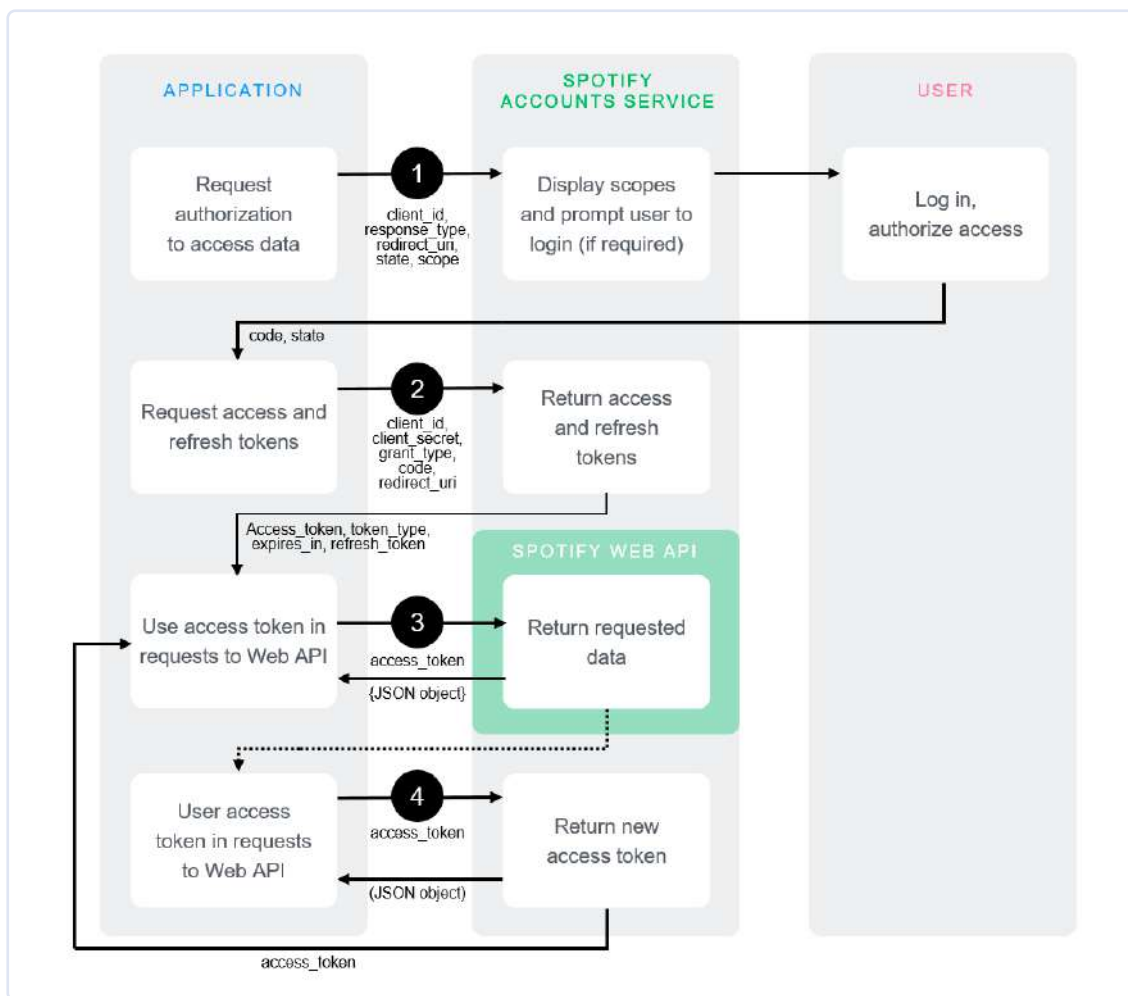 APPLICATION
SPOTIFY
ACCOUNTS SERVICE
USER
Request
authorization
to access data
1
client_id,
response_type,
redirect_uri,
state, scope
Display scopes
and prompt user to
login (if required)
Log in,
authorize access
code, state
Request access and
refresh tokens
2
client_id,
client_secret,
grant_type,
code,
redirect_uri
Return access
and refresh
tokens
Access_token, token_type,
expires_in, refresh_token
SPOTIFY WEB API
Use access token in
requests to Web API
3
access_token
{JSON object}
Return requested
data
User access
token in requests
to Web API
4
access_token
(JSON object)
Return new
access token
access_token